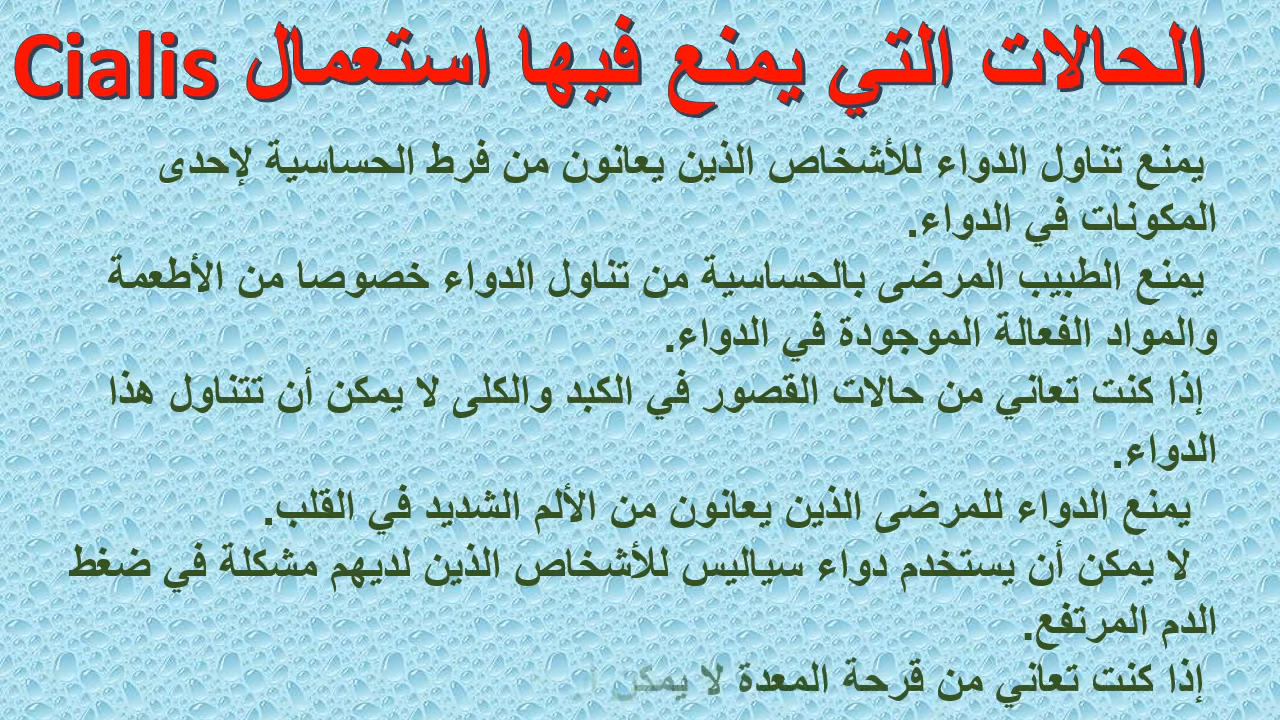 الحالات التي يمنع فيها استعمال Cialis
يمنع تناول الدواء للأشخاص الذين يعانون من فرط الحساسية لإحدى
المكونات في الدواء.
يمنع الطبيب المرضى بالحساسية من تناول الدواء خصوصا من الأطعمة
والمواد الفعالة الموجودة في الدواء.
إذا كنت تعاني من حالات القصور في الكبد والكلى لا يمكن أن تتناول هذا
الدواء.
يمنع الدواء للمرضى الذين يعانون من الألم الشديد في القلب.
لا يمكن أن يستخدم دواء سياليس للأشخاص الذين لديهم مشكلة في ضغط
الدم المرتفع.
إذا كنت تعاني من قرحة المعدة لا يمكن